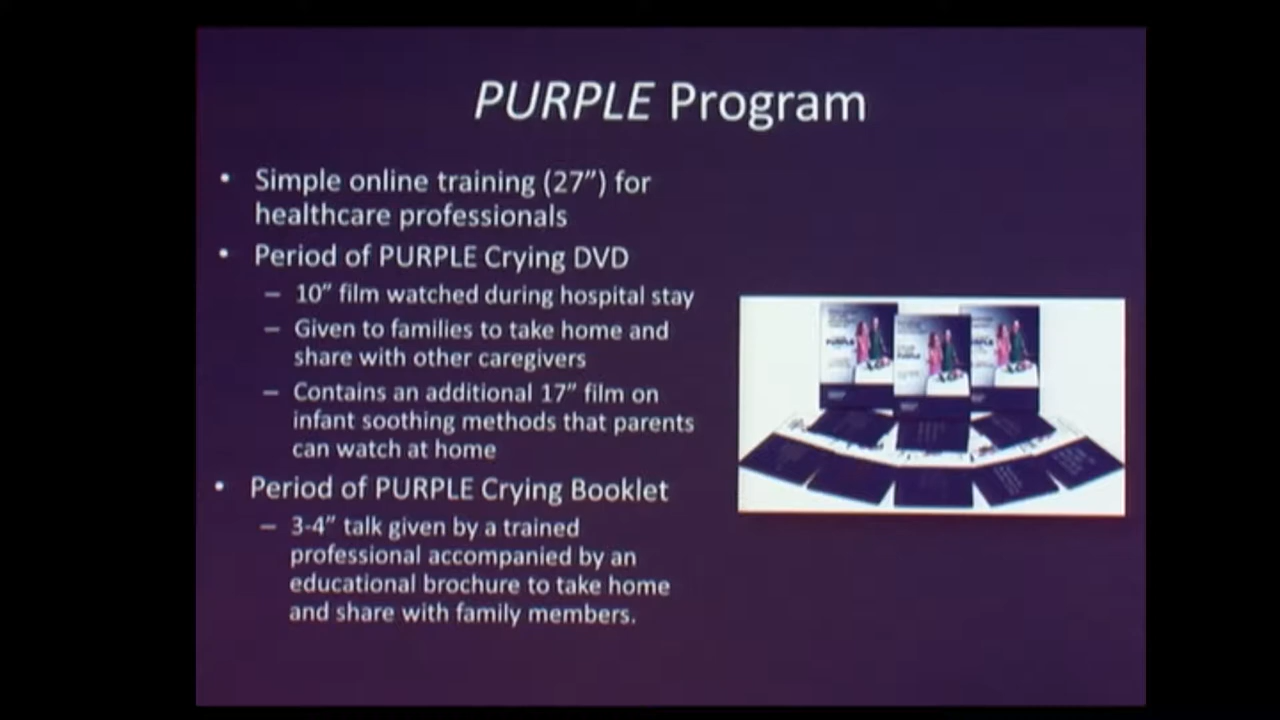 PURPLE Program
• Simple online training (27”) for
healthcare professionals
• Period of PURPLE Crying DVD
– 10” film watched during hospital stay
– Given to families to take home and
share with other caregivers
– Contains an additional 17” film on
infant soothing methods that parents
can watch at home
• Period of PURPLE Crying Booklet
– 3-4” talk given by a trained
professional accompanied by an
educational brochure to take home
and share with family members.
PURPLE
PURPLE
PURPLE